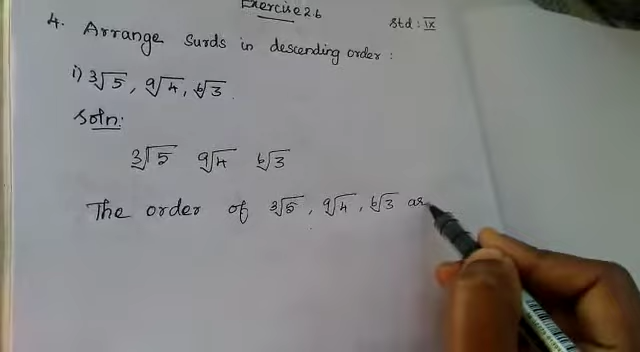 Exercise 2.6
Std : IX
4. Arrange Surds in descending order :
i) ∛5 , ⁹√4 , ⁶√3
Soln:
∛5 ⁹√4 ⁶√3
The order of ∛5 , ⁹√4 , ⁶√3 are